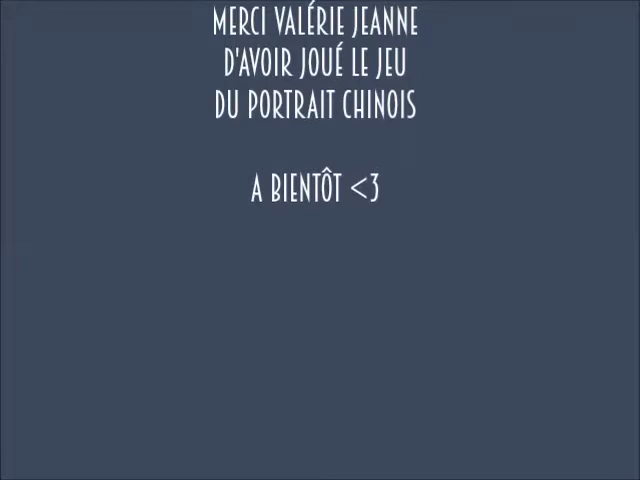 MERCI VALÉRIE JEANNE
D'AVOIR JOUÉ LE JEU
DU PORTRAIT CHINOIS
A BIENTÔT <3